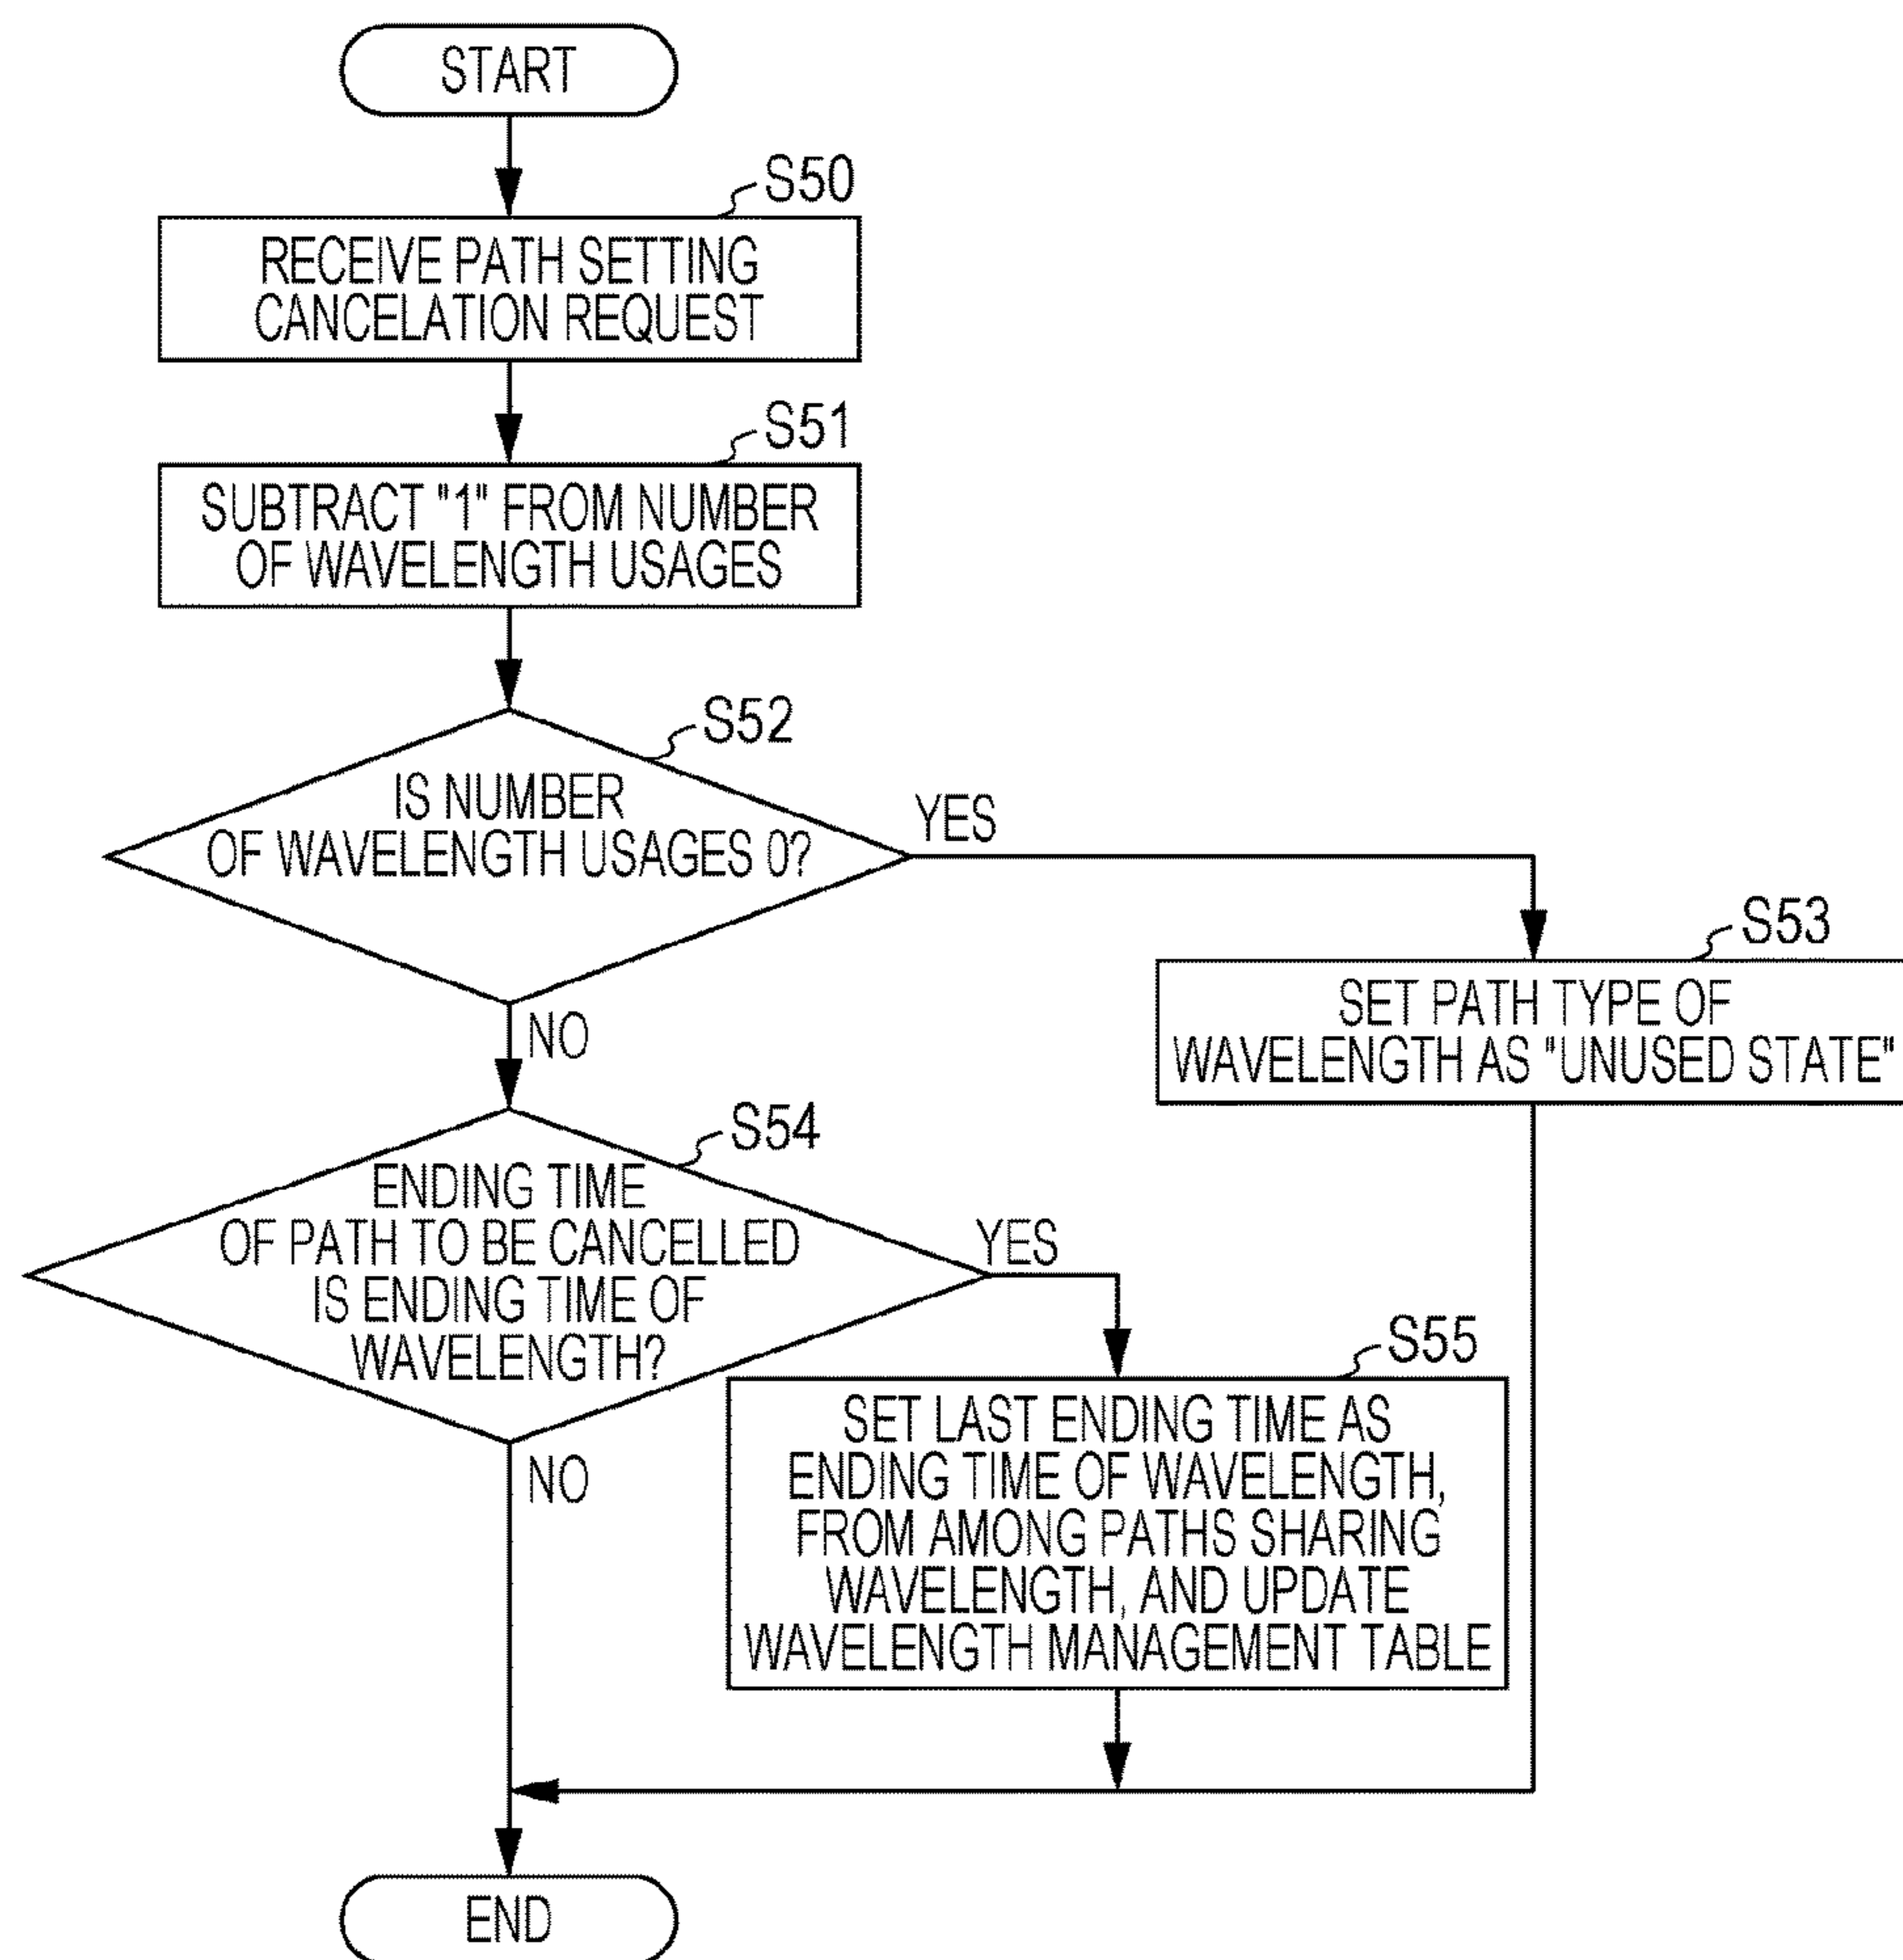 START
S50
RECEIVE PATH SETTING
CANCELATION REQUEST
S51
SUBTRACT "1" FROM NUMBER
OF WAVELENGTH USAGES
S52
IS NUMBER
OF WAVELENGTH USAGES 0?
YES
NO
S53
SET PATH TYPE OF
WAVELENGTH AS "UNUSED STATE"
S54
ENDING TIME
OF PATH TO BE CANCELLED
IS ENDING TIME OF
WAVELENGTH?
YES
NO
S55
SET LAST ENDING TIME AS
ENDING TIME OF WAVELENGTH,
FROM AMONG PATHS SHARING
WAVELENGTH, AND UPDATE
WAVELENGTH MANAGEMENT TABLE
END